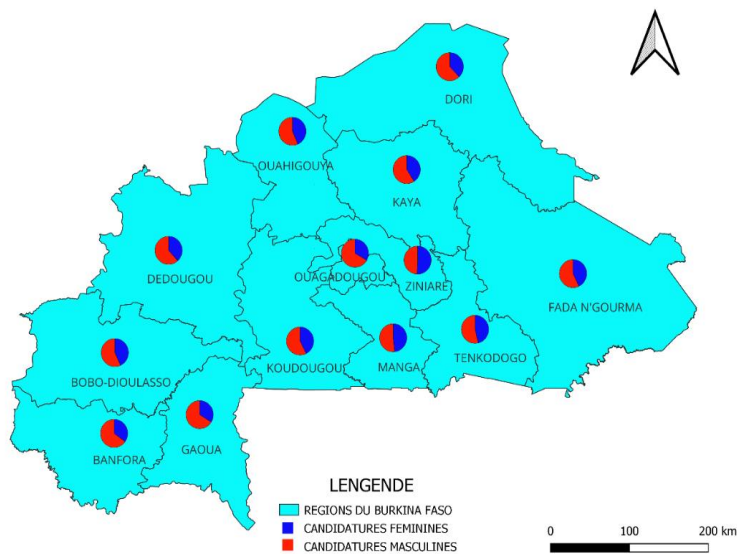 DORI
OUAHIGOUYA
KAYA
DEDOUGOU
OUAGADOUGOU
ZINIARE
FADA N'GOURMA
BOBO-DIOULASSO
KOUDOUGOU
MANGA
TENKODOGO
BANFORA
GAOUA
LENGENDE
REGIONS DU BURKINA FASO
CANDIDATURES FEMININES
CANDIDATURES MASCULINES
0 100 200 km